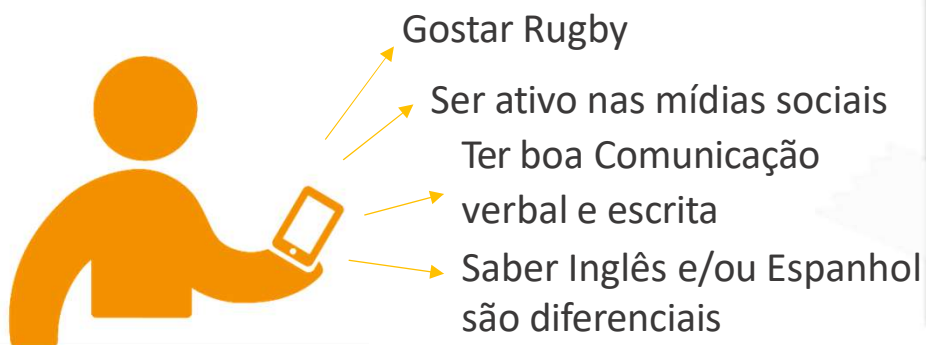 Gostar Rugby
Ser ativo nas mídias sociais
Ter boa Comunicação
verbal e escrita
Saber Inglês e/ou Espanhol
são diferenciais